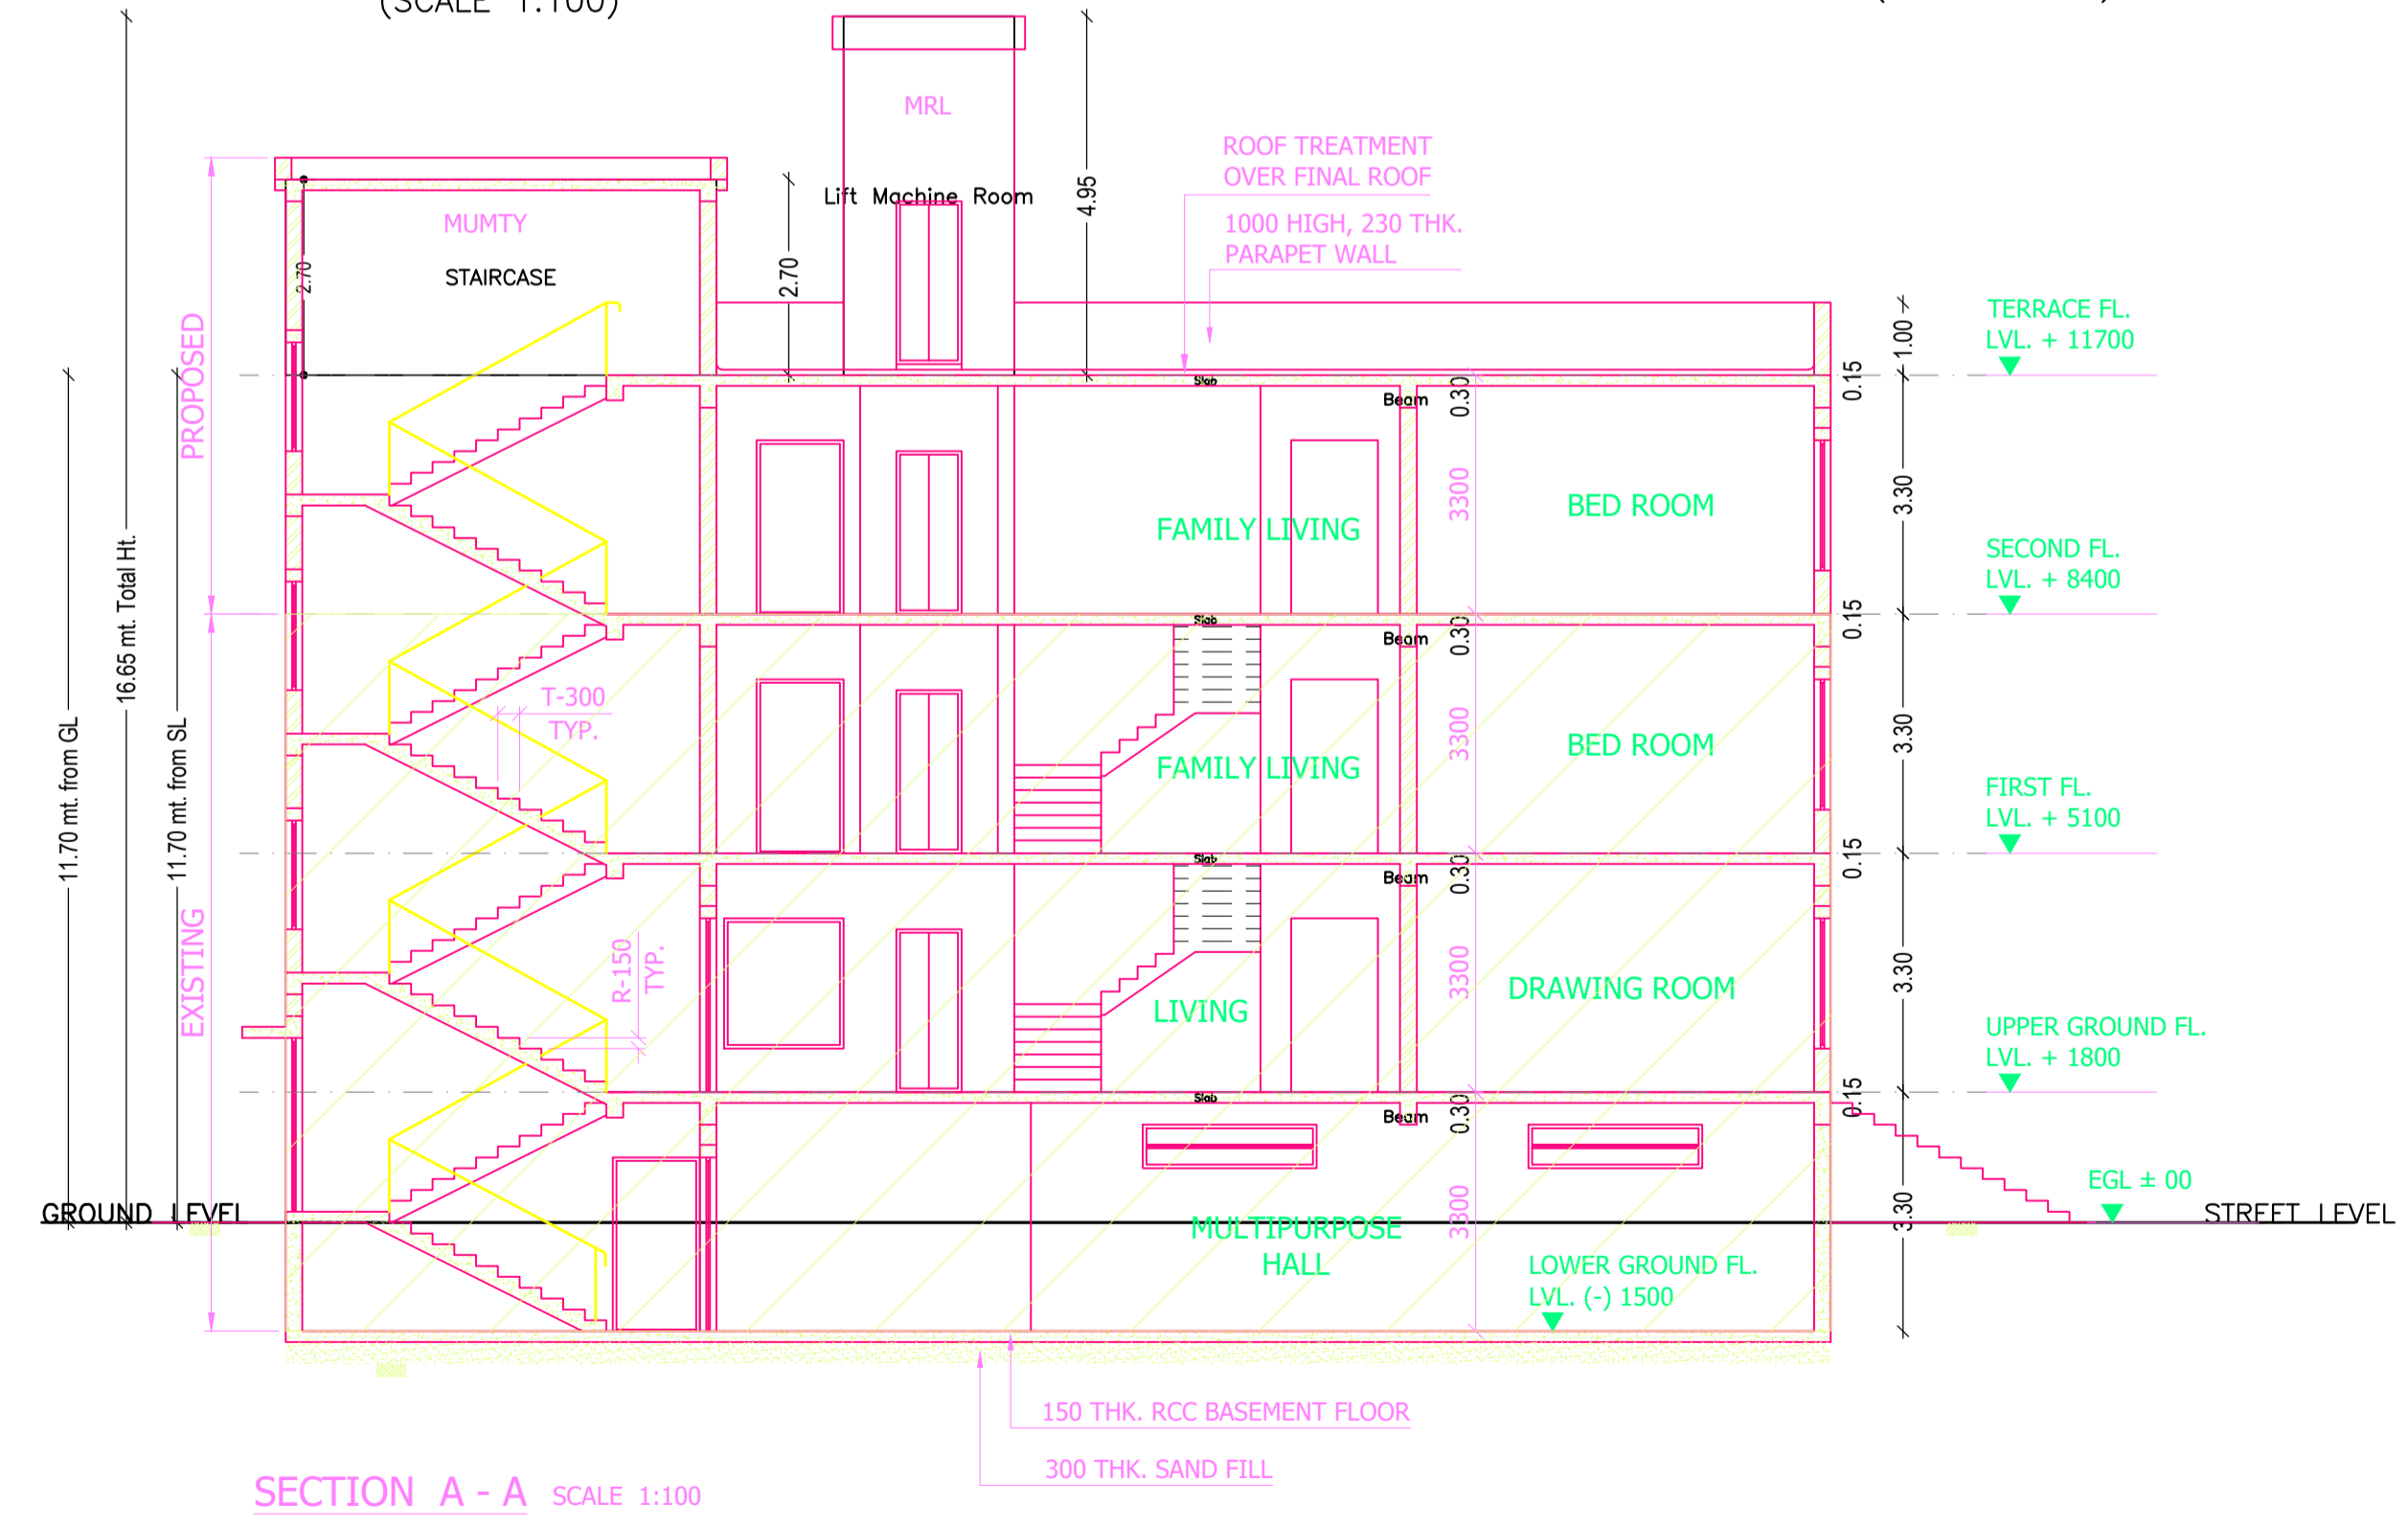 (SCALE 1:100)
MRL
ROOF TREATMENT
OVER FINAL ROOF
4.95
Lift Machine Room
MUMTY
1000 HIGH, 230 THK.
PARAPET WALL
2.70
2.70
STAIRCASE
TERRACE FL.
LVL. + 11700
1.00
PROPOSED
Slab
0.15
Beam
0.30
3300
3.30
FAMILY LIVING
BED ROOM
SECOND FL.
LVL. + 8400
16.65 mt. Total Ht.
Slab
0.15
Beam
0.30
T-300
TYP.
3300
3.30
FAMILY LIVING
BED ROOM
11.70 mt. from GL
11.70 mt. from SL
FIRST FL.
LVL. + 5100
Slab
0.15
Beam
0.30
EXISTING
R-150
TYP.
3300
3.30
LIVING
DRAWING ROOM
UPPER GROUND FL.
LVL. + 1800
Slab
0.15
Beam
0.30
EGL ± 00
GROUND LEVEL
STREET LEVEL
3300
3.30
MULTIPURPOSE
HALL
LOWER GROUND FL.
LVL. (-) 1500
150 THK. RCC BASEMENT FLOOR
300 THK. SAND FILL
SECTION A - A SCALE 1:100